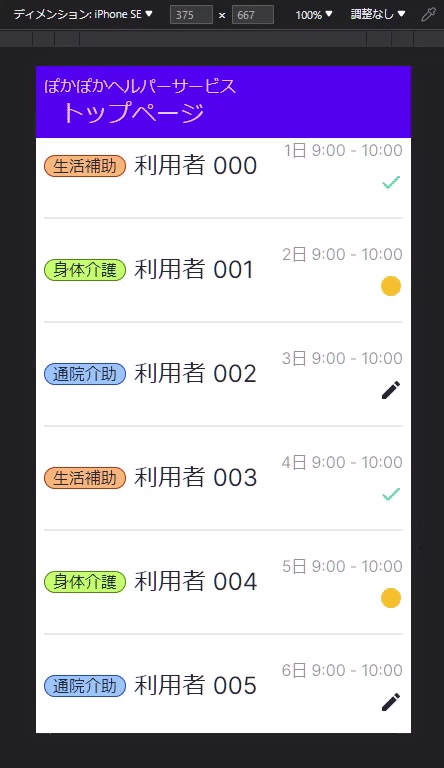 ディメンション: iPhone SE ▼ 375 × 667 100% ▼ 調整なし ▼
ぽかぽかヘルパーサービス
トップページ
1日 9:00 - 10:00
生活補助 利用者 000
2日 9:00 - 10:00
身体介護 利用者 001
3日 9:00 - 10:00
通院介助 利用者 002
4日 9:00 - 10:00
生活補助 利用者 003
5日 9:00 - 10:00
身体介護 利用者 004
6日 9:00 - 10:00
通院介助 利用者 005